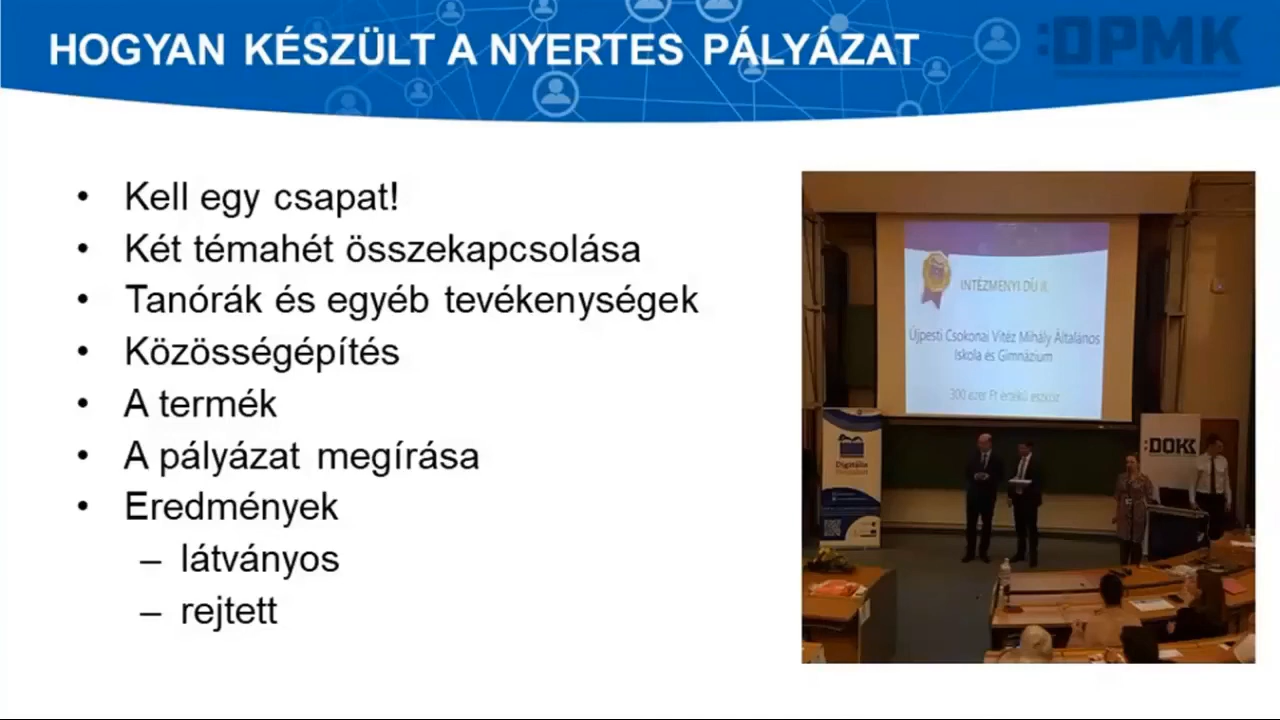 HOGYAN KÉSZÜLT A NYERTES PÁLYÁZAT
:DPMK
• Kell egy csapat!
• Két témahét összekapcsolása
• Tanórák és egyéb tevékenységek
• Közösségépítés
• A termék
• A pályázat megírása
• Eredmények
– látványos
– rejtett
INTÉZMÉNYI DÍJ
Újpesti Csokonai Vitéz Mihály Általános
Iskola és Gimnázium
300 ezer Ft értékű eszköz
Digitális
:DOKK